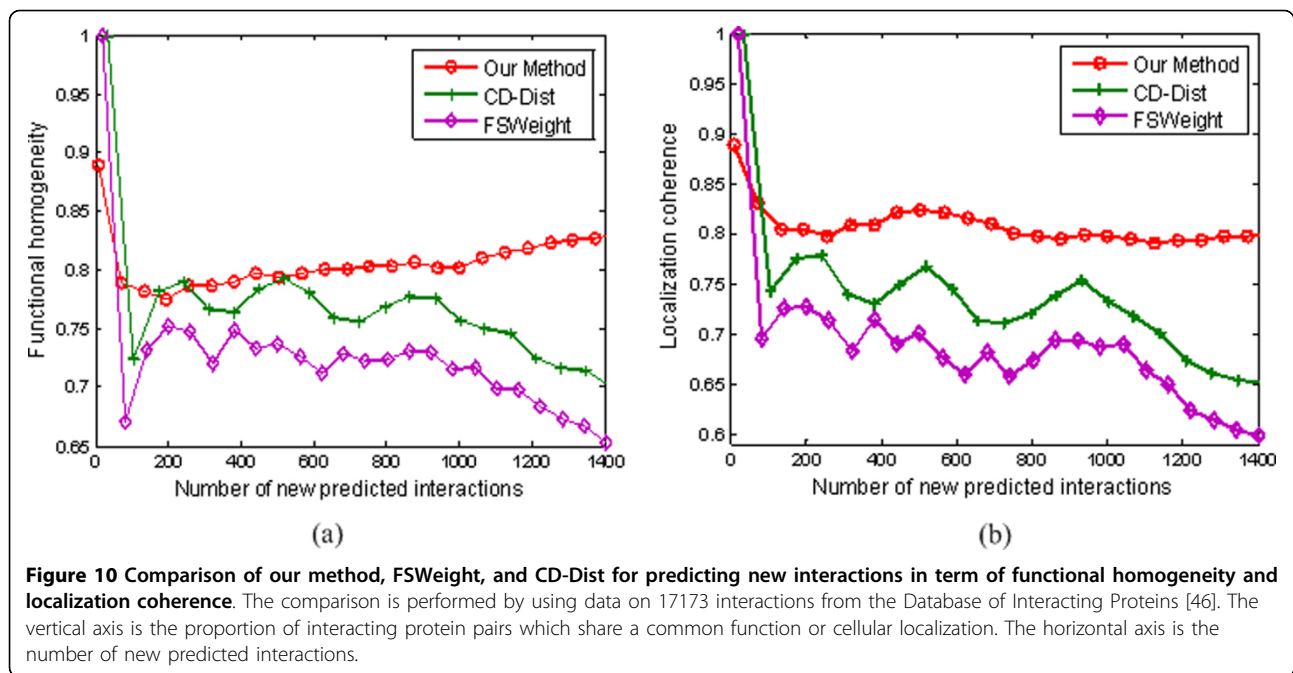 1
0.95
0.9
0.85
0.8
0.75
0.7
0.65
Functional homogeneity
0 200 400 600 800 1000 1200 1400
Number of new predicted interactions
Our Method
CD-Dist
FSWeight
(a)
1
0.95
0.9
0.85
0.8
0.75
0.7
0.65
0.6
Localization coherence
0 200 400 600 800 1000 1200 1400
Number of new predicted interactions
Our Method
CD-Dist
FSWeight
(b)
Figure 10 Comparison of our method, FSWeight, and CD-Dist for predicting new interactions in term of functional homogeneity and
localization coherence. The comparison is performed by using data on 17173 interactions from the Database of Interacting Proteins [46]. The
vertical axis is the proportion of interacting protein pairs which share a common function or cellular localization. The horizontal axis is the
number of new predicted interactions.